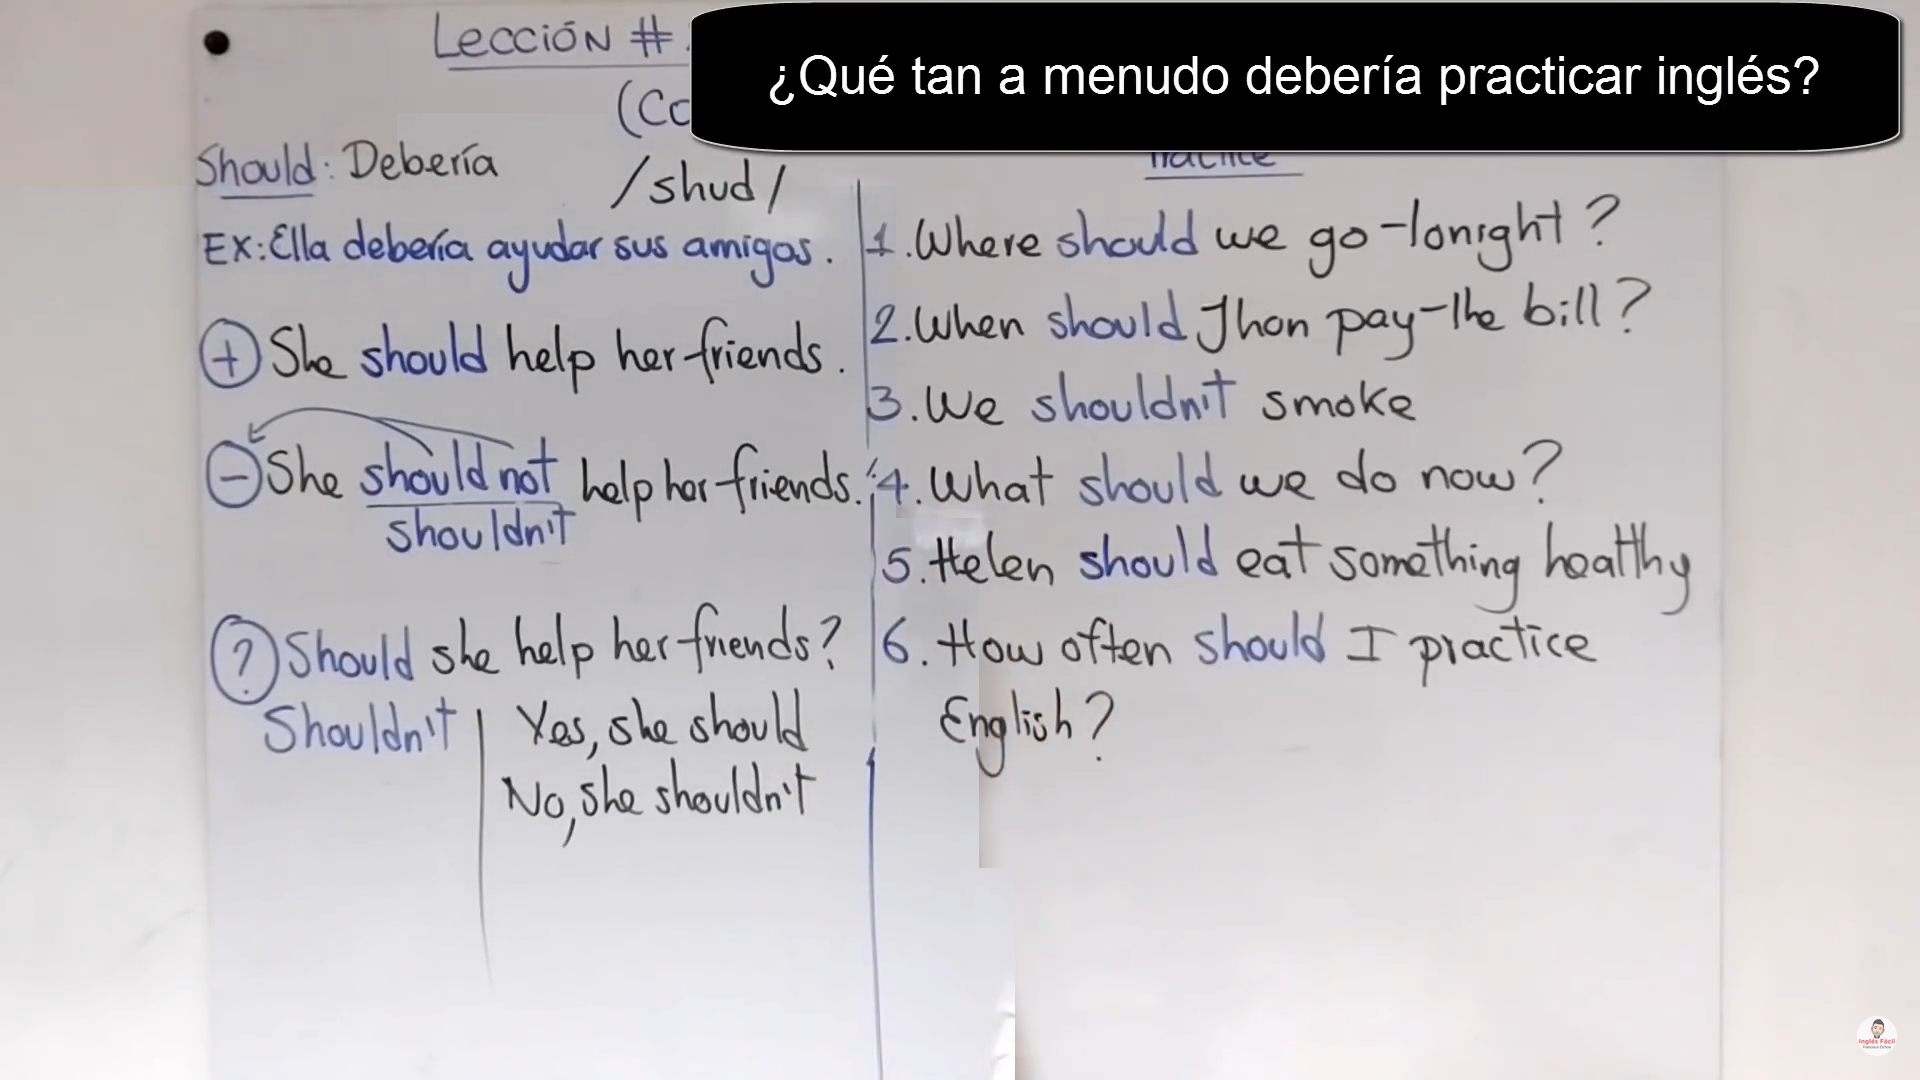 Lección #
¿Qué tan a menudo debería practicar inglés?
(Co
Should: Debería
/shud/
EX: Ella debería ayudar sus amigos.
+ She should help her friends.
- She should not help her friends.
shouldn't
? Should she help her friends?
Shouldn't
Yes, she should
No, she shouldn't
Practice
1. Where should we go tonight?
2. When should Jhon pay the bill?
3. We shouldn't smoke
4. What should we do now?
5. Helen should eat something healthy
6. How often should I practice
English?
Inglés Fácil